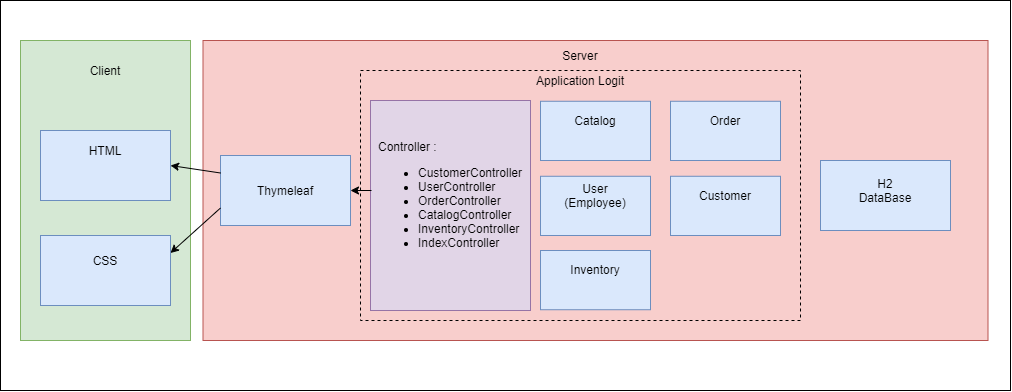 Client
Server
Application Logit
HTML
CSS
Thymeleaf
Controller :
CustomerController
UserController
OrderController
CatalogController
InventoryController
IndexController
Catalog
Order
User
(Employee)
Customer
Inventory
H2
DataBase